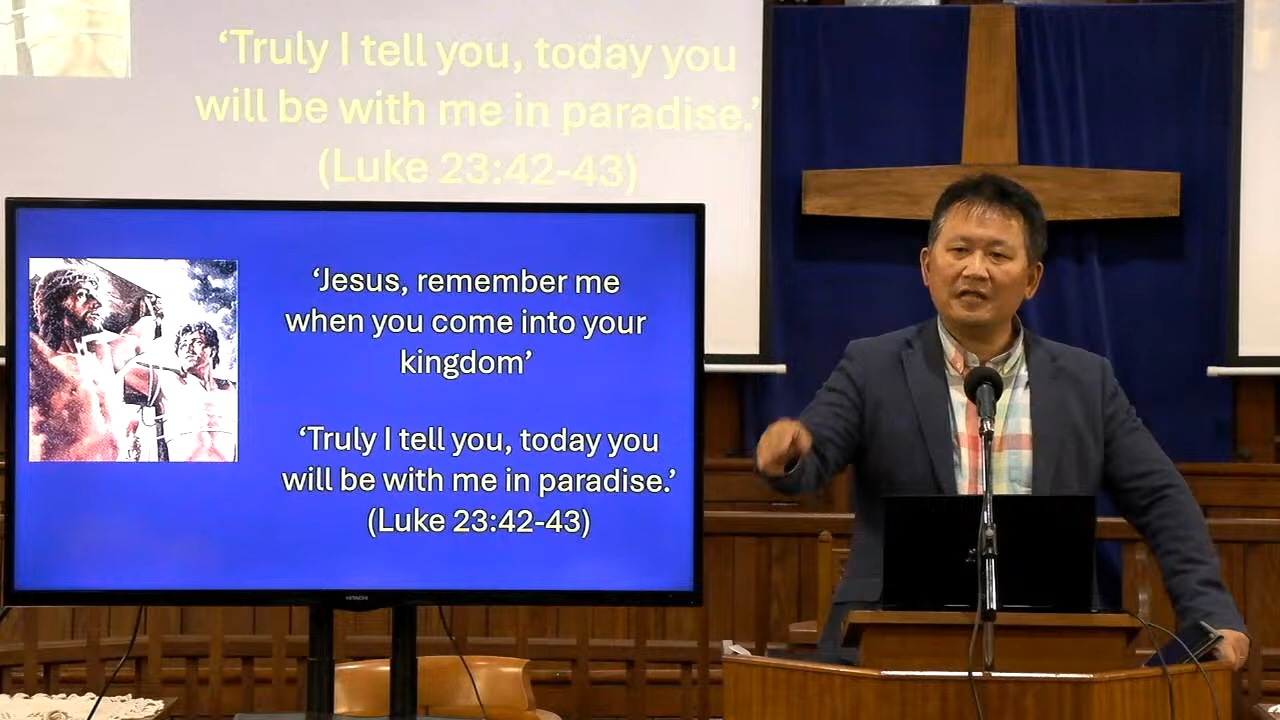 ‘Truly I tell you, today you
will be with me in paradise.’
(Luke 23:42-43)
‘Jesus, remember me
when you come into your
kingdom’
‘Truly I tell you, today you
will be with me in paradise.’
(Luke 23:42-43)
HITACHI